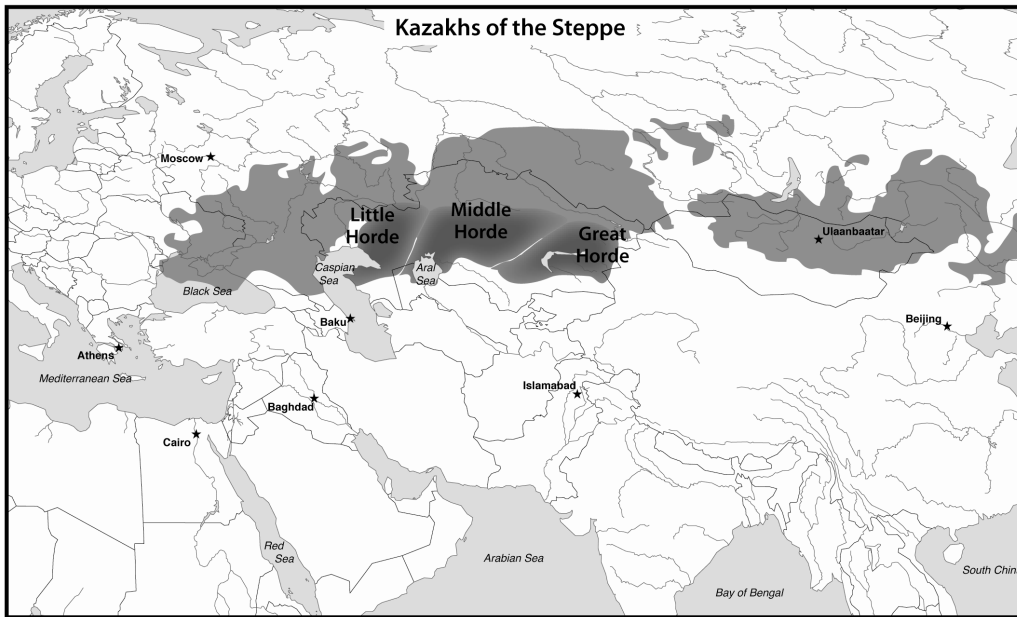 Kazakhs of the Steppe
Moscow
Little
Horde
Middle
Horde
Great
Horde
Ulaanbaatar
Caspian
Sea
Aral
Sea
Black Sea
Baku
Beijing
Athens
Mediterranean Sea
Islamabad
Baghdad
Cairo
Red
Sea
Arabian Sea
Bay of Bengal
South Chin